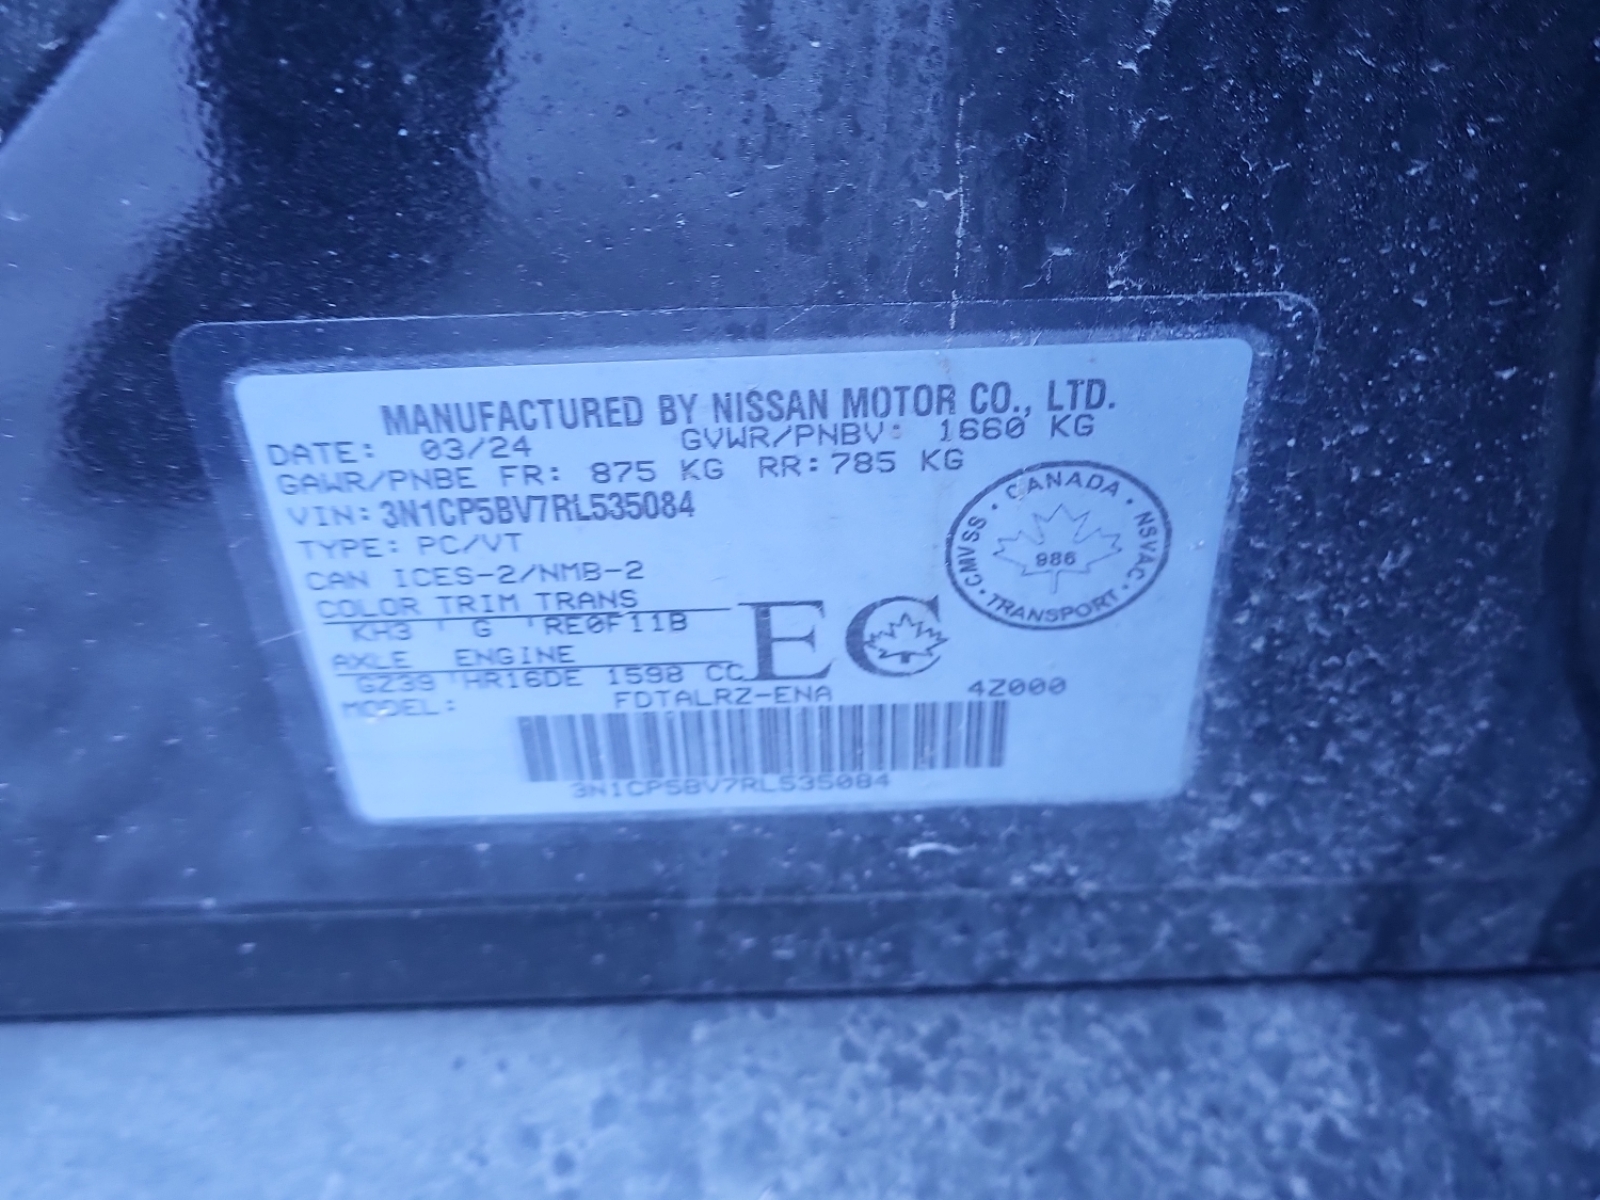 MANUFACTURED BY NISSAN MOTOR CO., LTD.
DATE: 03/24 GVWR/PNBV: 1660 KG
GAWR/PNBE FR: 875 KG RR: 785 KG
VIN: 3N1CP5BV7RL535084
TYPE: PC/VT
CAN ICES-2/NMB-2
COLOR TRIM TRANS
KH3 G RE0F11B
AXLE ENGINE
GZ39 HR16DE 1598 CC
MODEL: FDTALRZ-ENA 4Z000
3N1CP5BV7RL535084
EC
CANADA
CMVSS 986 NSVAC
TRANSPORT